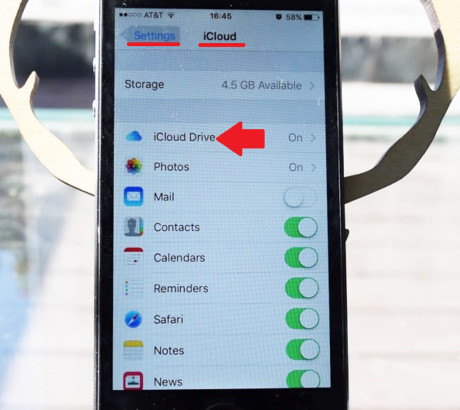 AT&T 16:45 58%
Settings iCloud
Storage 4.5 GB Available
iCloud Drive On
Photos On
Mail
Contacts
Calendars
Reminders
Safari
Notes
News